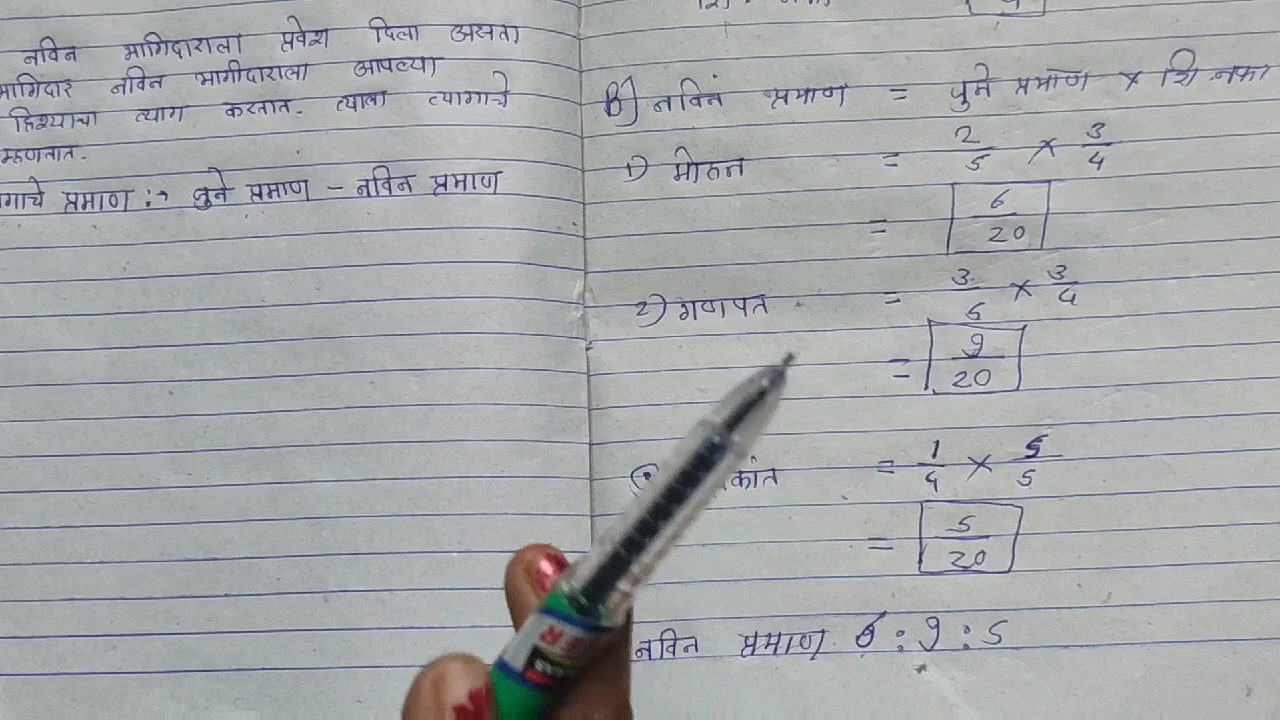 नविन भागिदाराला प्रवेश दिला असता
भागिदार नविन भागीदाराला आपल्या
हिश्याचा त्याग करतात. त्याला त्यागाचे
म्हणतात.
गाचे प्रमाण :→ जुने प्रमाण – नविन प्रमाण
B) नविन प्रमाण = जुने प्रमाण × शि नफा
1) मोहन = 2/5 × 3/4
= 6/20
2) गणपत = 3/5 × 3/4
= 9/20
कांत = 1/4 × 5/5
= 5/20
नविन प्रमाण 6 : 9 : 5